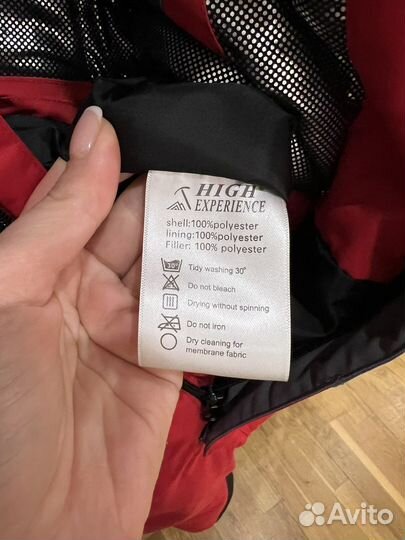 HIGH
EXPERIENCE
shell:100%polyester
lining:100%polyester
Filler: 100% polyester
30°
Tidy washing 30°
Do not bleach
Drying without spinning
Do not iron
Dry cleaning for
membrane fabric
Avito